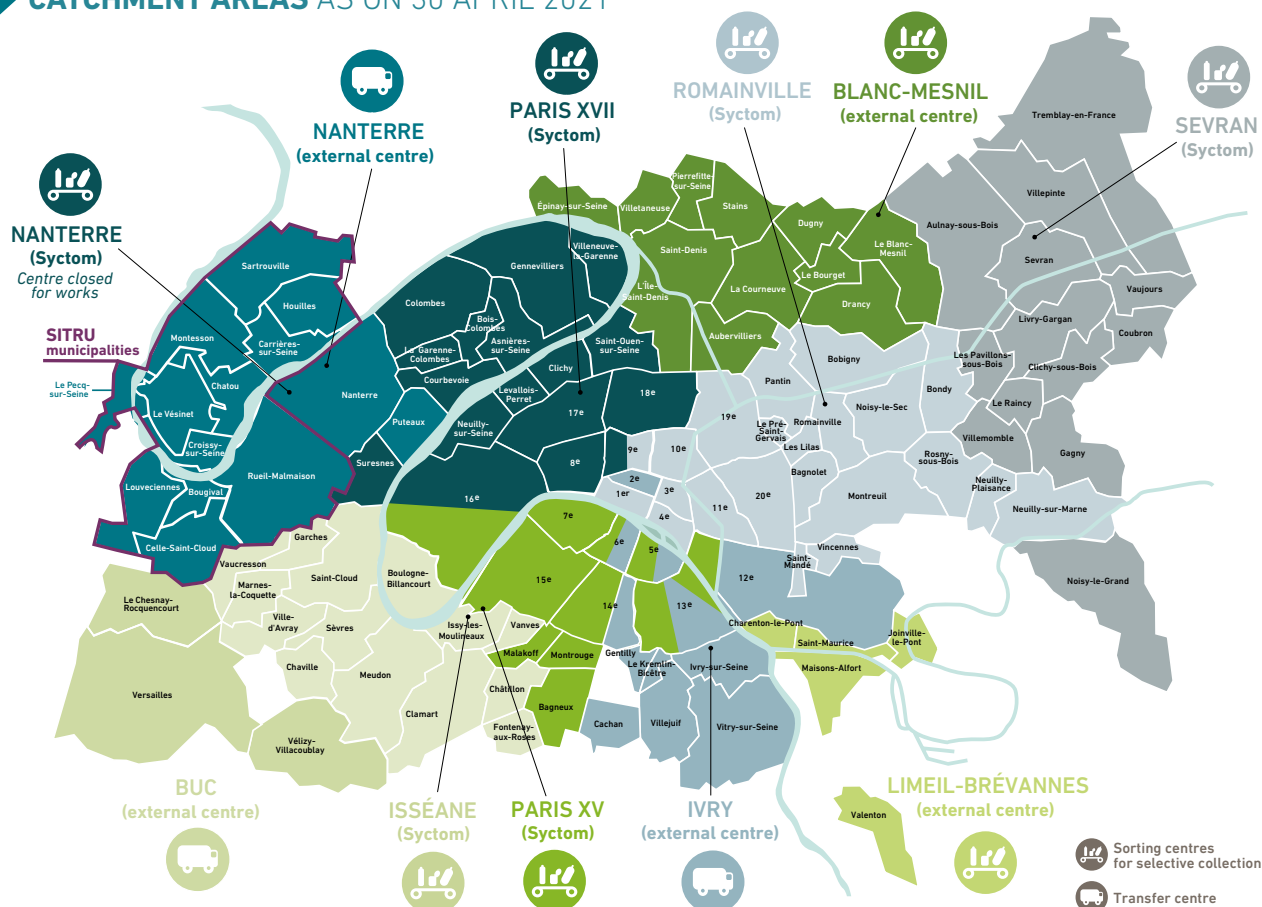 CATCHMENT AREAS AS ON 30 APRIL 2021
ROMAINVILLE
(Syctom)
BLANC-MESNIL
(external centre)
SEVRAN
(Syctom)
PARIS XVII
(Syctom)
NANTERRE
(external centre)
NANTERRE
(Syctom)
Centre closed
for works
SITRU
municipalities
Le Pecq-
sur-Seine
Tremblay-en-France
Villepinte
Aulnay-sous-Bois
Sevran
Vaujours
Livry-Gargan
Coubron
Les Pavillons-
sous-Bois
Clichy-sous-Bois
Le Raincy
Villemomble
Gagny
Noisy-le-Grand
Épinay-sur-Seine
Villetaneuse
Pierrefitte-
sur-Seine
Stains
Dugny
Le Blanc-
Mesnil
Saint-Denis
Le Bourget
La Courneuve
Drancy
L'Île-
Saint-Denis
Aubervilliers
Villeneuve-
la-Garenne
Gennevilliers
Colombes
Bois-
Colombes
Asnières-
sur-Seine
La Garenne-
Colombes
Saint-Ouen-
sur-Seine
Clichy
Courbevoie
Levallois-
Perret
Neuilly-
sur-Seine
17e
18e
8e
9e
16e
Suresnes
Puteaux
Nanterre
Sartrouville
Houilles
Montesson
Carrières-
sur-Seine
Chatou
Le Vésinet
Croissy-
sur-Seine
Rueil-Malmaison
Louveciennes
Bougival
Celle-Saint-Cloud
Bobigny
Pantin
Bondy
19e
Le Pré-
Saint-
Gervais
Romainville
Noisy-le-Sec
Les Lilas
10e
2e
1er
3e
4e
11e
20e
Bagnolet
Montreuil
Rosny-
sous-Bois
Neuilly-
Plaisance
Neuilly-sur-Marne
Vincennes
Saint-
Mandé
12e
7e
6e
5e
15e
14e
13e
Garches
Vaucresson
Marnes-
la-Coquette
Saint-Cloud
Boulogne-
Billancourt
Ville-
d'Avray
Sèvres
Issy-les-
Moulineaux
Vanves
Chaville
Meudon
Malakoff
Montrouge
Châtillon
Clamart
Bagneux
Fontenay-
aux-Roses
Le Chesnay-
Rocquencourt
Versailles
Vélizy-
Villacoublay
Gentilly
Le Kremlin-
Bicêtre
Ivry-sur-Seine
Cachan
Villejuif
Vitry-sur-Seine
Charenton-le-Pont
Saint-Maurice
Joinville-
le-Pont
Maisons-Alfort
Valenton
BUC
(external centre)
ISSÉANE
(Syctom)
PARIS XV
(Syctom)
IVRY
(external centre)
LIMEIL-BRÉVANNES
(external centre)
Sorting centres
for selective collection
Transfer centre